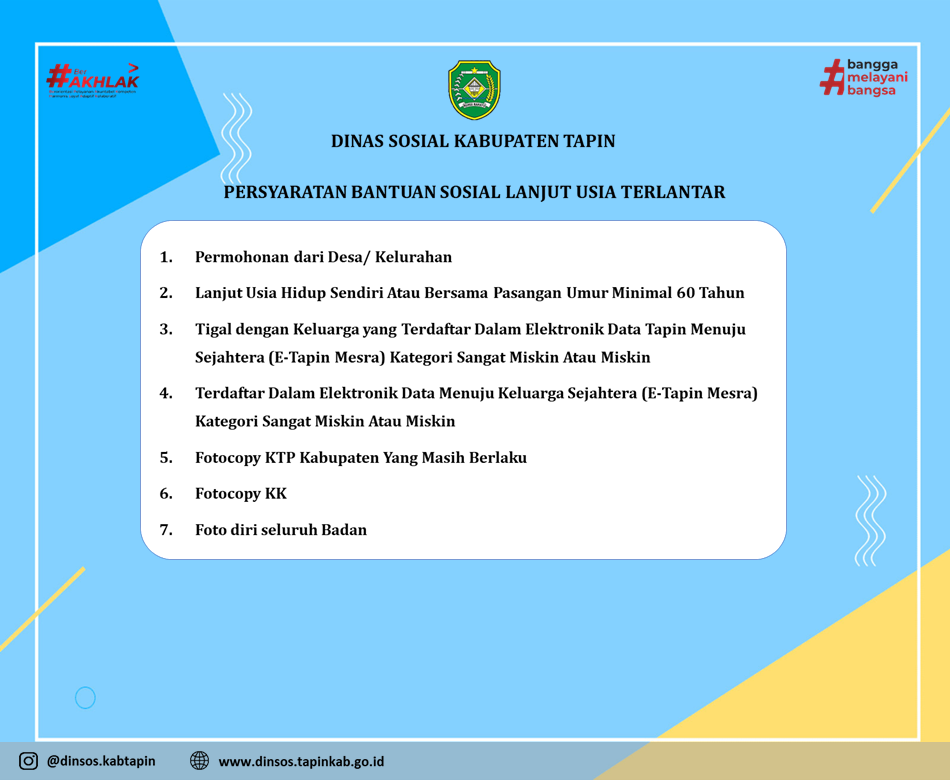 #AKHLAK
bangga
#melayani
bangsa
DINAS SOSIAL KABUPATEN TAPIN
PERSYARATAN BANTUAN SOSIAL LANJUT USIA TERLANTAR
1. Permohonan dari Desa/ Kelurahan
2. Lanjut Usia Hidup Sendiri Atau Bersama Pasangan Umur Minimal 60 Tahun
3. Tigal dengan Keluarga yang Terdaftar Dalam Elektronik Data Tapin Menuju
Sejahtera (E-Tapin Mesra) Kategori Sangat Miskin Atau Miskin
4. Terdaftar Dalam Elektronik Data Menuju Keluarga Sejahtera (E-Tapin Mesra)
Kategori Sangat Miskin Atau Miskin
5. Fotocopy KTP Kabupaten Yang Masih Berlaku
6. Fotocopy KK
7. Foto diri seluruh Badan
@dinsos.kabtapin
www.dinsos.tapinkab.go.id